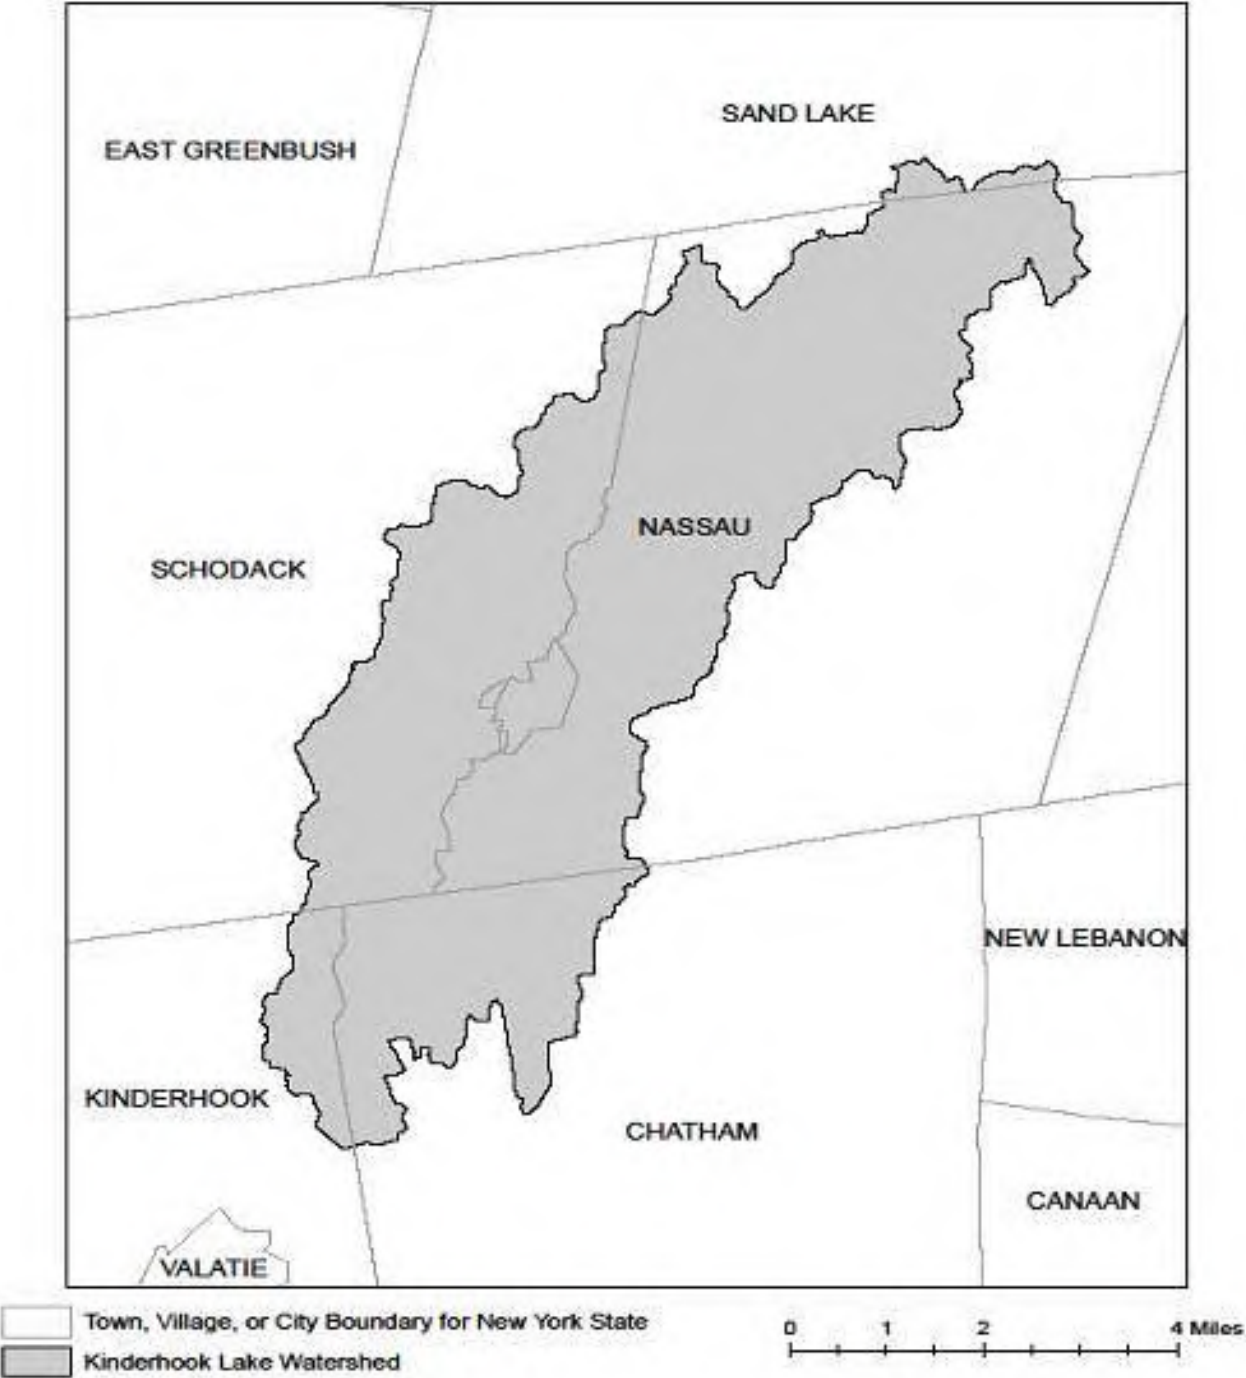 SAND LAKE
EAST GREENBUSH
NASSAU
SCHODACK
NEW LEBANON
KINDERHOOK
CHATHAM
CANAAN
VALATIE
Town, Village, or City Boundary for New York State
0 1 2 4 Miles
Kinderhook Lake Watershed